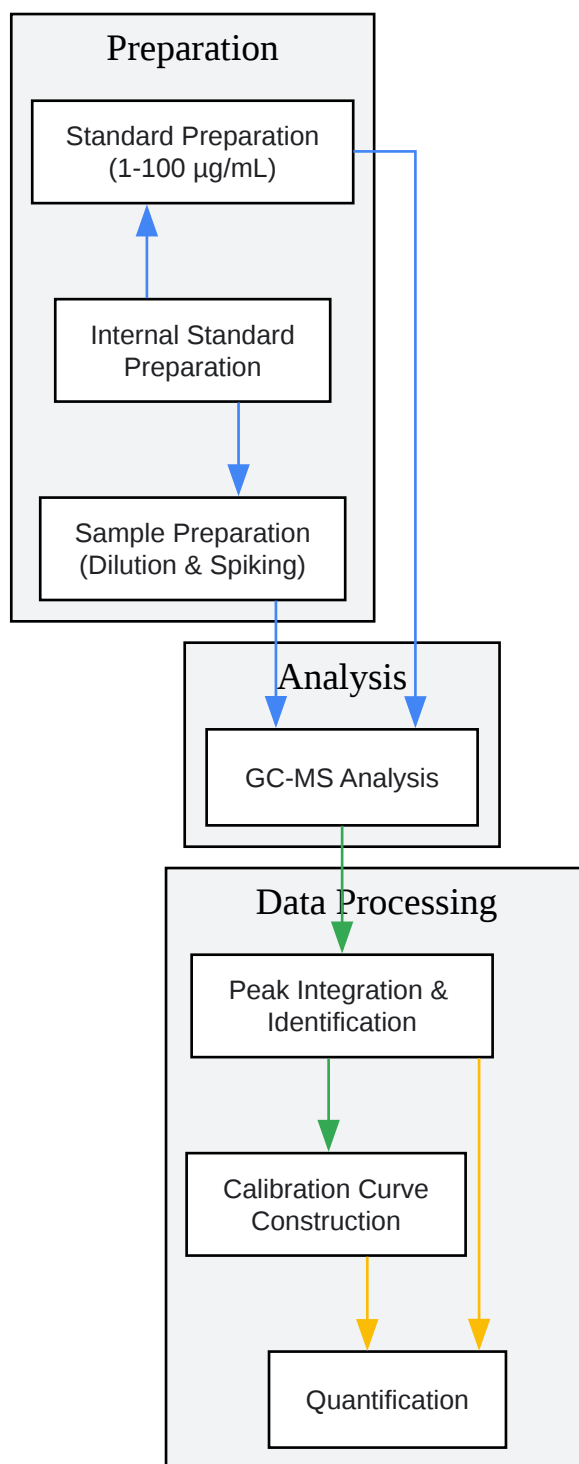 Preparation
Standard Preparation
(1-100 µg/mL)
Internal Standard
Preparation
Sample Preparation
(Dilution & Spiking)
Analysis
GC-MS Analysis
Data Processing
Peak Integration &
Identification
Calibration Curve
Construction
Quantification